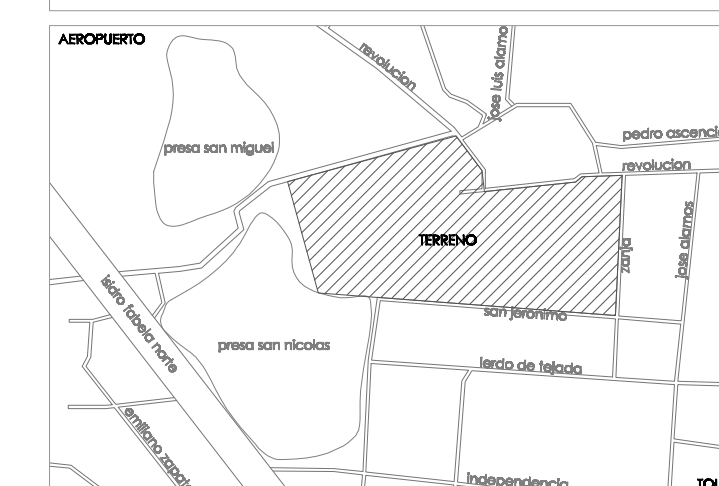 AEROPUERTO
revolucion
jose luis alamo
pedro ascenci
presa san miguel
revolucion
TERRENO
zanja
jose alamos
isidro fabela norte
san jeronimo
presa san nicolas
lerdo de tejada
emiliano zapata
independencia